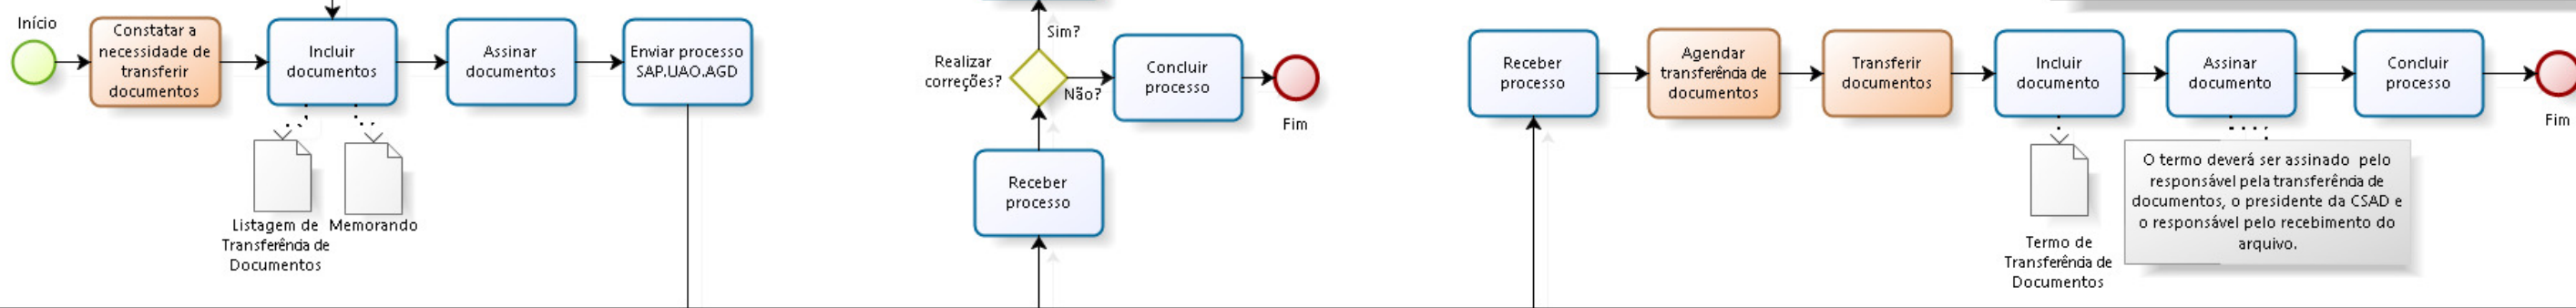 Início
Constatar a
necessidade de
transferir
documentos
Incluir
documentos
Assinar
documentos
Enviar processo
SAP.UAO.AGD
Listagem de
Transferência de
Documentos
Memorando
Sim?
Realizar
correções?
Não?
Concluir
processo
Fim
Receber
processo
Receber
processo
Agendar
transferência de
documentos
Transferir
documentos
Incluir
documento
Assinar
documento
Concluir
processo
Fim
Termo de
Transferência de
Documentos
O termo deverá ser assinado pelo
responsável pela transferência de
documentos, o presidente da CSAD e
o responsável pelo recebimento do
arquivo.